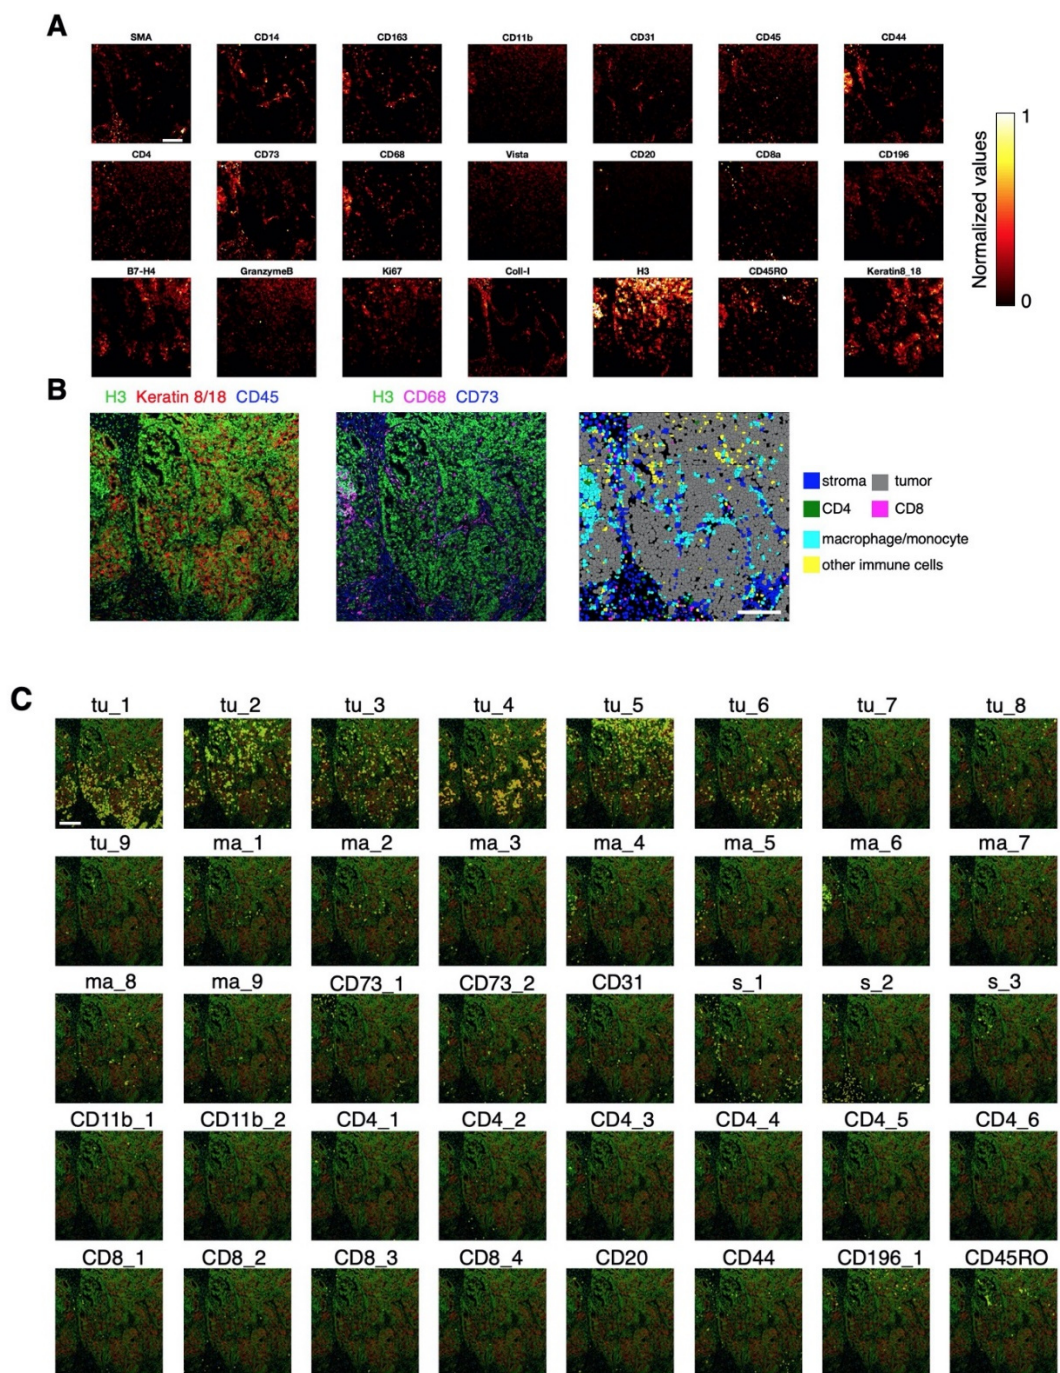 A
SMA CD14 CD163 CD11b CD31 CD45 CD44
CD4 CD73 CD68 Vista CD20 CD8a CD196
B7-H4 GranzymeB Ki67 Coll-I H3 CD45RO Keratin8_18
1
Normalized values
0
B
H3 Keratin 8/18 CD45 H3 CD68 CD73
stroma tumor
CD4 CD8
macrophage/monocyte
other immune cells
C
tu_1 tu_2 tu_3 tu_4 tu_5 tu_6 tu_7 tu_8
tu_9 ma_1 ma_2 ma_3 ma_4 ma_5 ma_6 ma_7
ma_8 ma_9 CD73_1 CD73_2 CD31 s_1 s_2 s_3
CD11b_1 CD11b_2 CD4_1 CD4_2 CD4_3 CD4_4 CD4_5 CD4_6
CD8_1 CD8_2 CD8_3 CD8_4 CD20 CD44 CD196_1 CD45RO